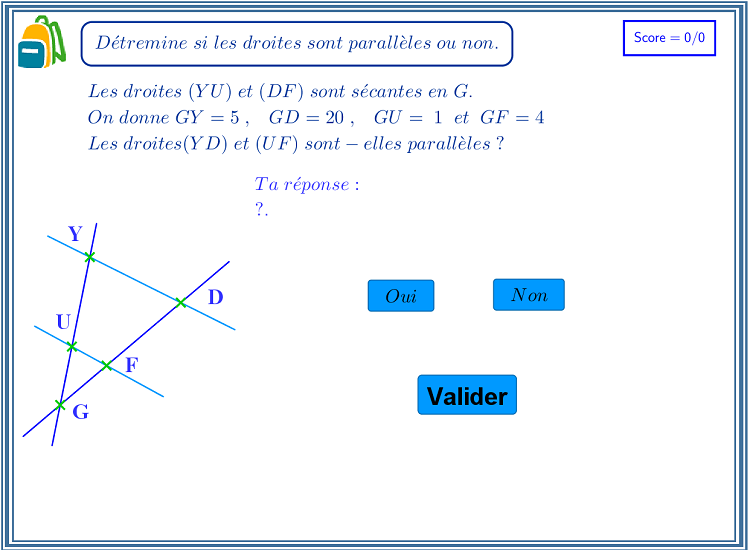 Détremine si les droites sont parallèles ou non.
Score = 0/0
Les droites (YU) et (DF) sont sécantes en G.
On donne GY = 5 , GD = 20 , GU = 1 et GF = 4
Les droites(YD) et (UF) sont – elles parallèles ?
Ta réponse :
?.
Y
D
U
F
G
Oui
Non
Valider